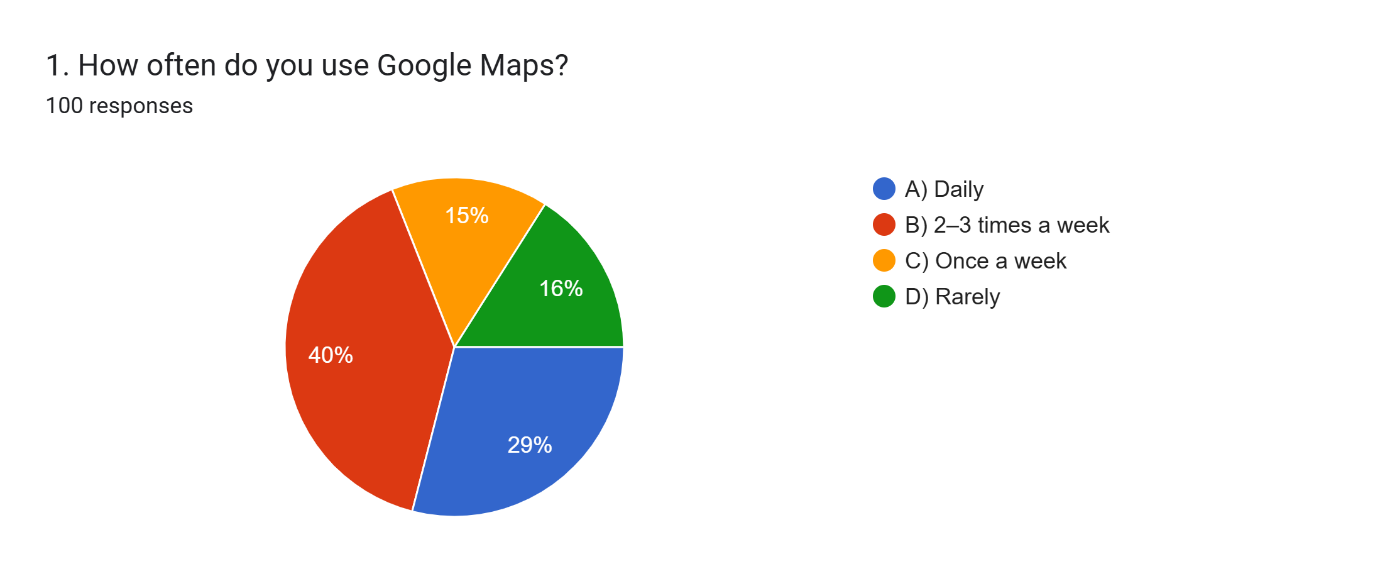 1. How often do you use Google Maps?
100 responses
A) Daily
B) 2–3 times a week
C) Once a week
D) Rarely
15%
16%
40%
29%